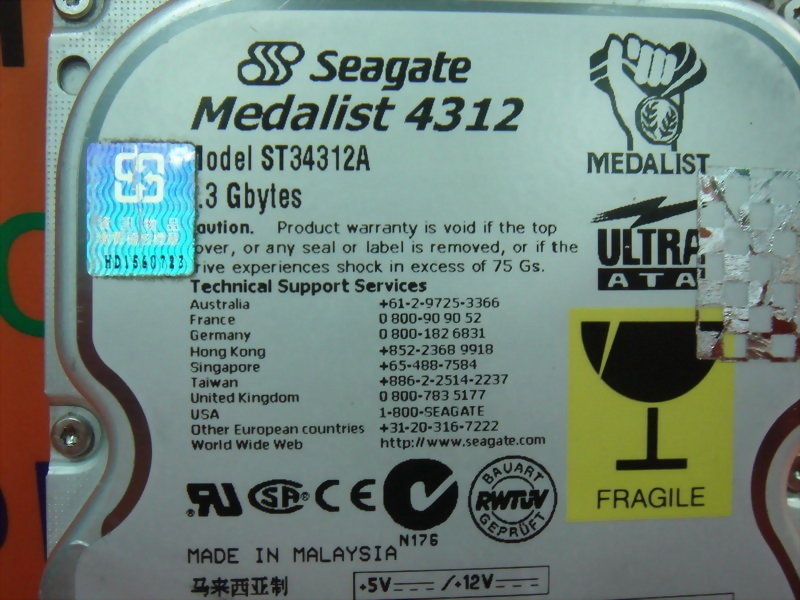 Seagate
Medalist 4312
odel ST34312A
.3 Gbytes
aution. Product warranty is void if the top
over, or any seal or label is removed, or if the
rive experiences shock in excess of 75 Gs.
Technical Support Services
Australia +61-2-9725-3366
France 0 800-90 90 52
Germany 0 800-182 6831
Hong Kong +852-2368 9918
Singapore +65-488-7584
Taiwan +886-2-2514-2237
United Kingdom 0 800-783 5177
USA 1-800-SEAGATE
Other European countries +31-20-316-7222
World Wide Web http://www.seagate.com
MEDALIST
ULTRA
ATA
HD1560723
FRAGILE
CE
N176
BAUART
RWTÜV
GEPRÜFT
MADE IN MALAYSIA
马来西亚制
+5V /+12V